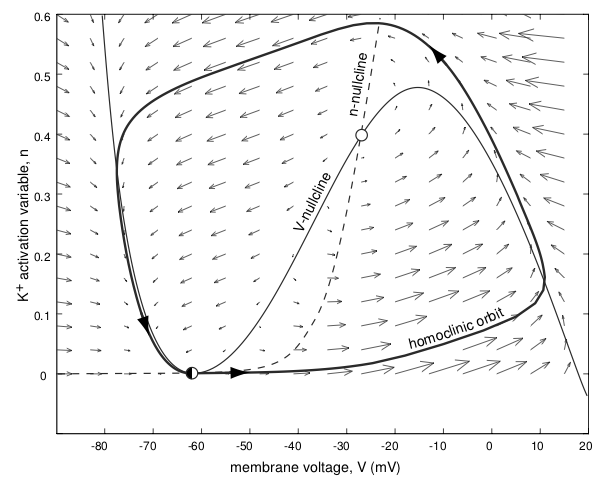 0.6
0.5
0.4
0.3
0.2
0.1
0
K+ activation variable, n
n-nullcline
V-nullcline
homoclinic orbit
-80 -70 -60 -50 -40 -30 -20 -10 0 10 20
membrane voltage, V (mV)